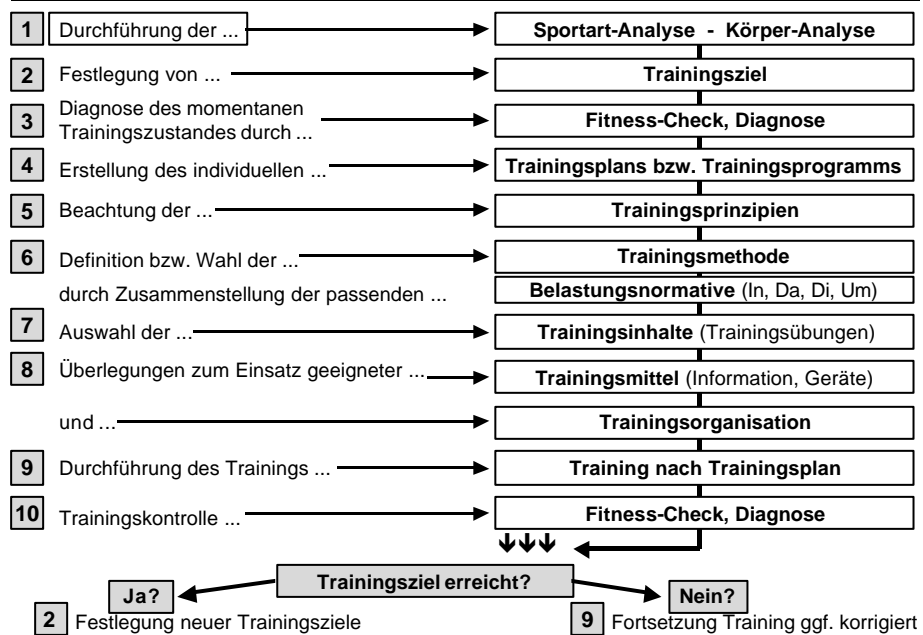 1 Durchführung der ... Sportart-Analyse - Körper-Analyse
2 Festlegung von ... Trainingsziel
3 Diagnose des momentanen
Trainingszustandes durch ... Fitness-Check, Diagnose
4 Erstellung des individuellen ... Trainingsplans bzw. Trainingsprogramms
5 Beachtung der ... Trainingsprinzipien
6 Definition bzw. Wahl der ... Trainingsmethode
durch Zusammenstellung der passenden ... Belastungsnormative (In, Da, Di, Um)
7 Auswahl der ... Trainingsinhalte (Trainingsübungen)
8 Überlegungen zum Einsatz geeigneter ... Trainingsmittel (Information, Geräte)
und ... Trainingsorganisation
9 Durchführung des Trainings ... Training nach Trainingsplan
10 Trainingskontrolle ... Fitness-Check, Diagnose
Trainingsziel erreicht?
Ja? Nein?
2 Festlegung neuer Trainingsziele 9 Fortsetzung Training ggf. korrigiert